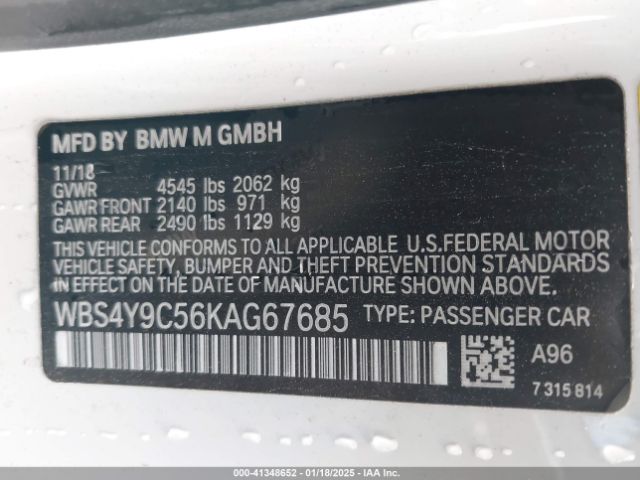 MFD BY BMW M GMBH
11/18
GVWR 4545 lbs 2062 kg
GAWR FRONT 2140 lbs 971 kg
GAWR REAR 2490 lbs 1129 kg
THIS VEHICLE CONFORMS TO ALL APPLICABLE U.S.FEDERAL MOTOR
VEHICLE SAFETY, BUMPER AND THEFT PREVENTION STANDARDS
IN EFFECT ON THE DATE OF MANUFACTURE SHOWN ABOVE.
WBS4Y9C56KAG67685 TYPE: PASSENGER CAR
A96
7 315 814
000-41348652 - 01/18/2025 - IAA